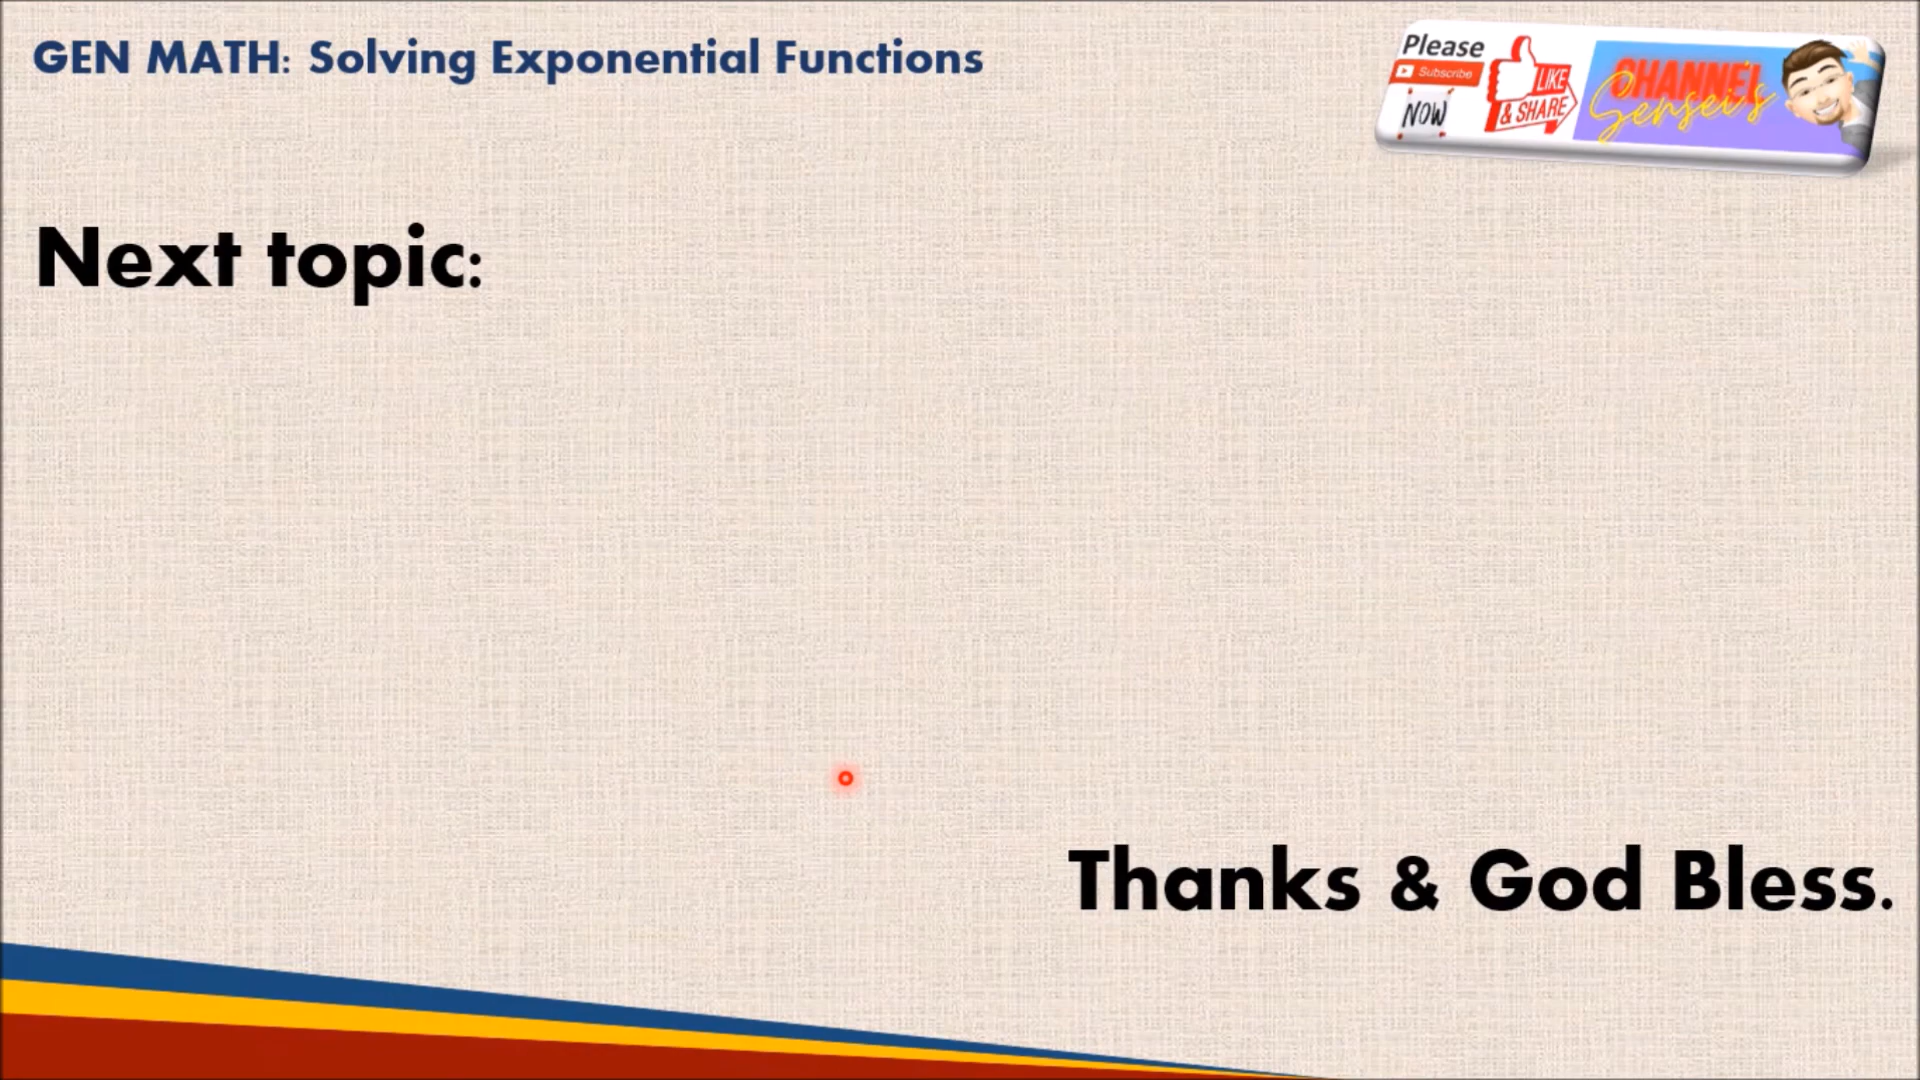 GEN MATH: Solving Exponential Functions
Please
Subscribe
NOW
LIKE
& SHARE
CHANNEL
Sensei's
Next topic:
Thanks & God Bless.